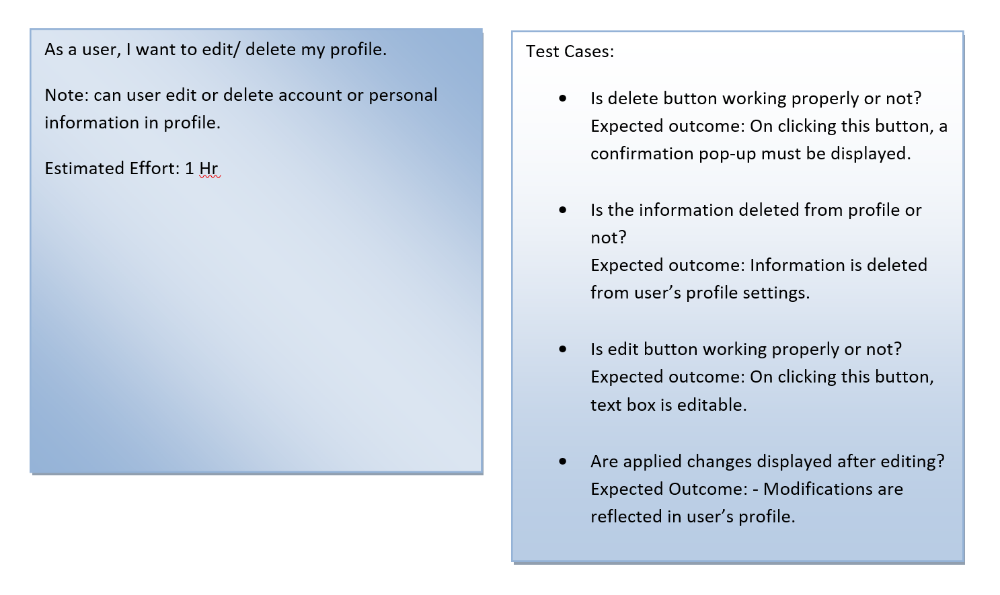 As a user, I want to edit/ delete my profile.
Note: can user edit or delete account or personal
information in profile.
Estimated Effort: 1 Hr
Test Cases:
• Is delete button working properly or not?
Expected outcome: On clicking this button, a
confirmation pop-up must be displayed.
• Is the information deleted from profile or
not?
Expected outcome: Information is deleted
from user’s profile settings.
• Is edit button working properly or not?
Expected outcome: On clicking this button,
text box is editable.
• Are applied changes displayed after editing?
Expected Outcome: - Modifications are
reflected in user’s profile.